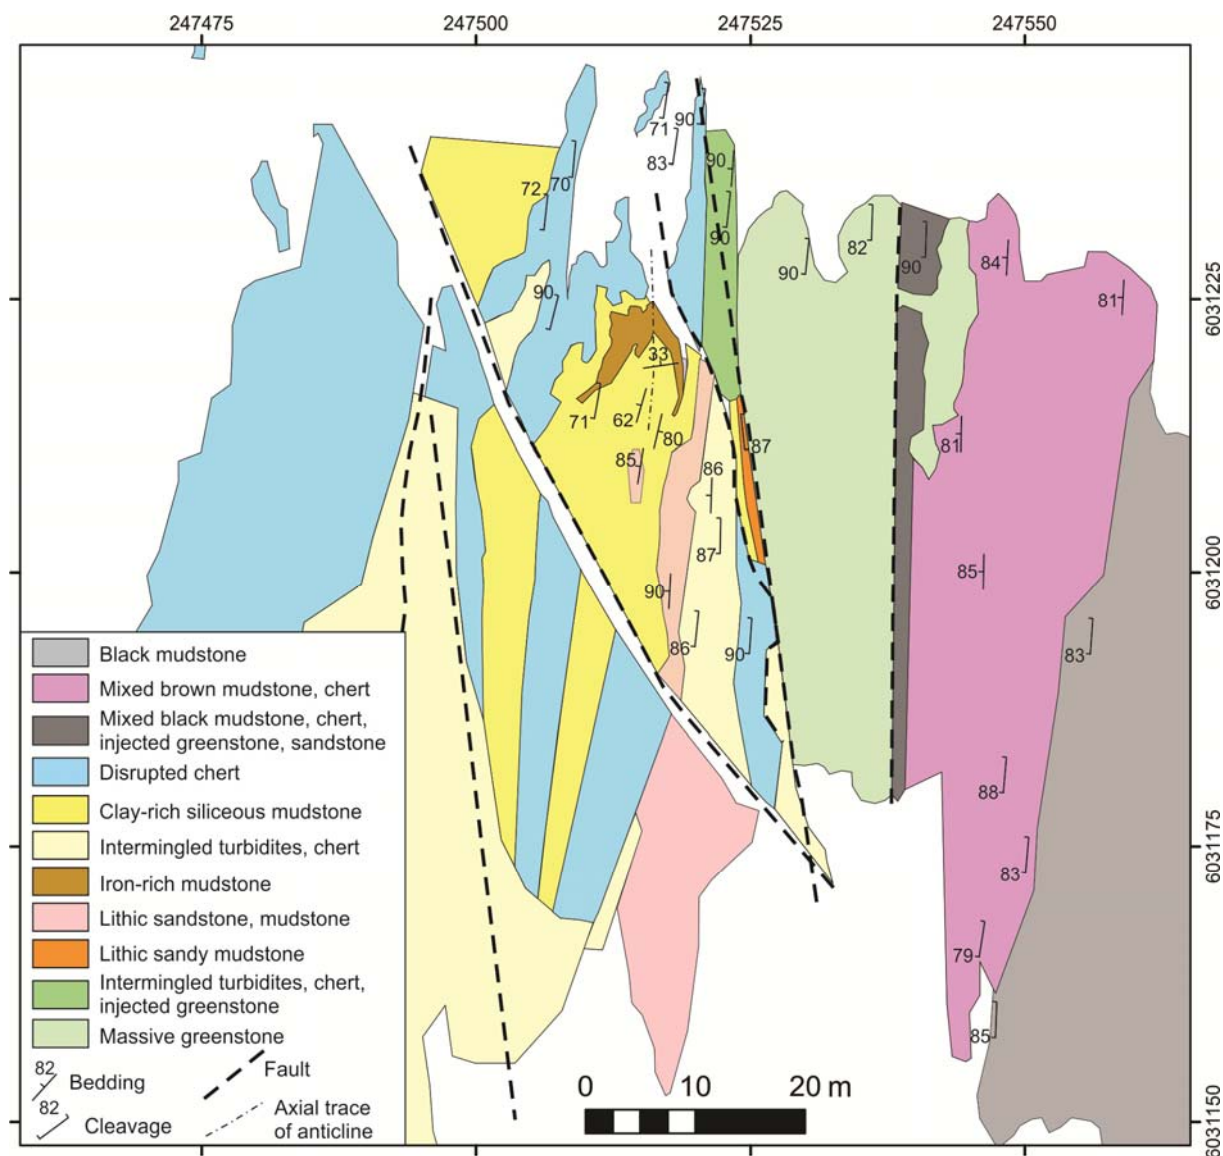 247475 247500 247525 247550
90
71
83
90
72 70
90
82
90
90
84
81
90
6031225
33
71
62
80
85
87
86
81
87
90
85
6031200
86
90
83
88
83
6031175
79
85
6031150
Black mudstone
Mixed brown mudstone, chert
Mixed black mudstone, chert,
injected greenstone, sandstone
Disrupted chert
Clay-rich siliceous mudstone
Intermingled turbidites, chert
Iron-rich mudstone
Lithic sandstone, mudstone
Lithic sandy mudstone
Intermingled turbidites, chert,
injected greenstone
Massive greenstone
82 Bedding
Fault
82 Cleavage
Axial trace
of anticline
0 10 20 m